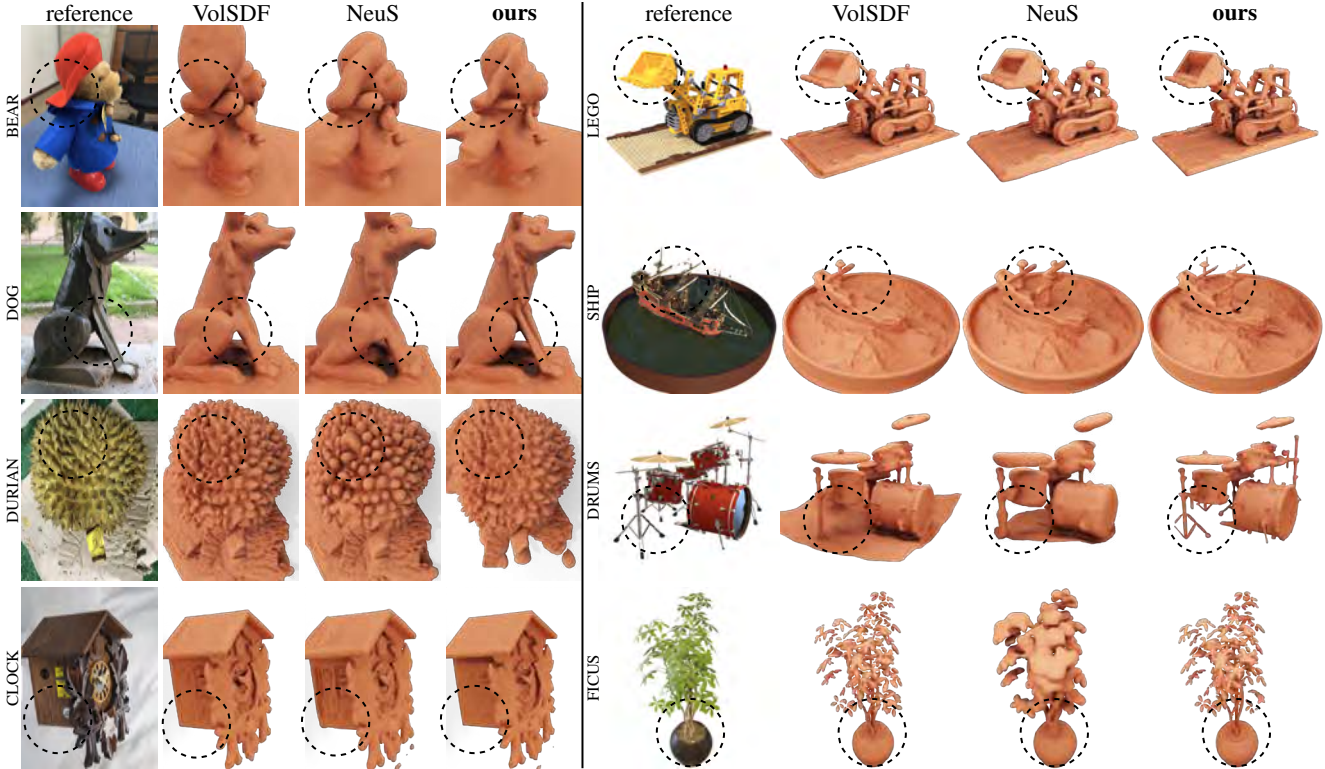 reference VolSDF NeuS ours reference VolSDF NeuS ours
BEAR
LEGO
DOG
SHIP
DURIAN
DRUMS
CLOCK
FICUS